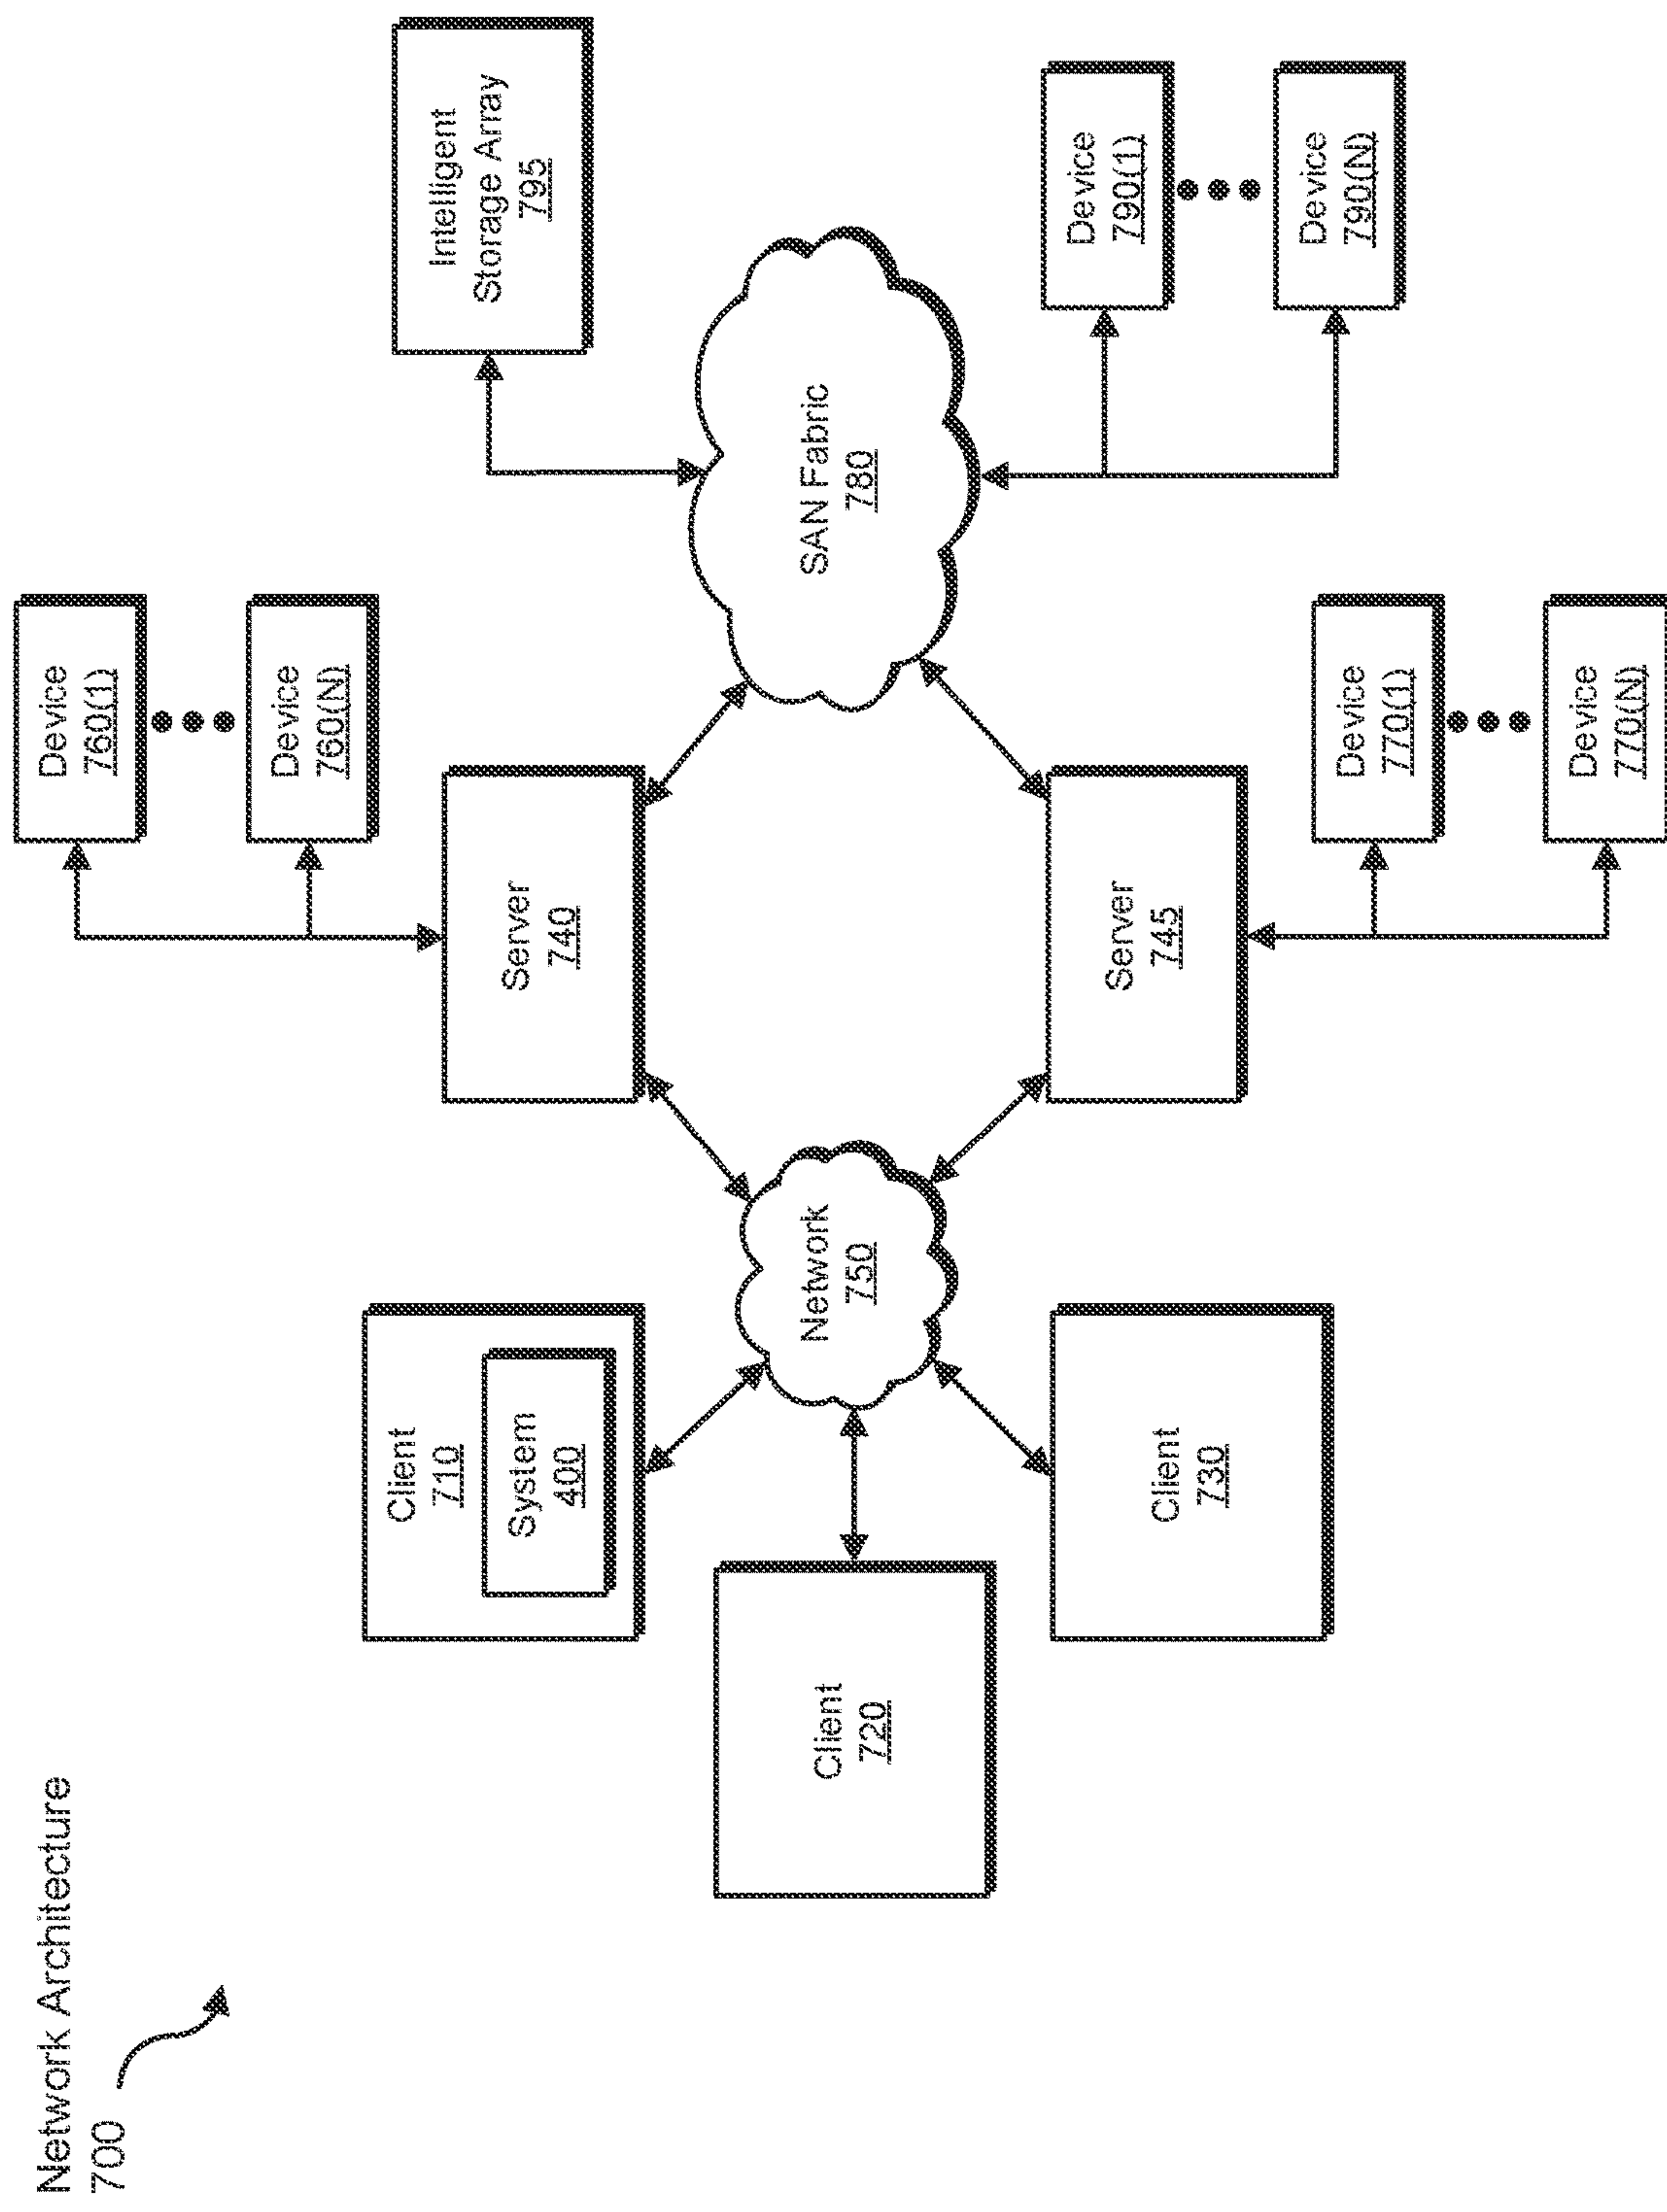 Network Architecture
700
Client
710
System
400
Client
720
Client
730
Network
750
Device
760(1)
Device
760(N)
Server
740
Server
745
Device
770(1)
Device
770(N)
SAN Fabric
780
Intelligent
Storage Array
795
Device
790(1)
Device
790(N)